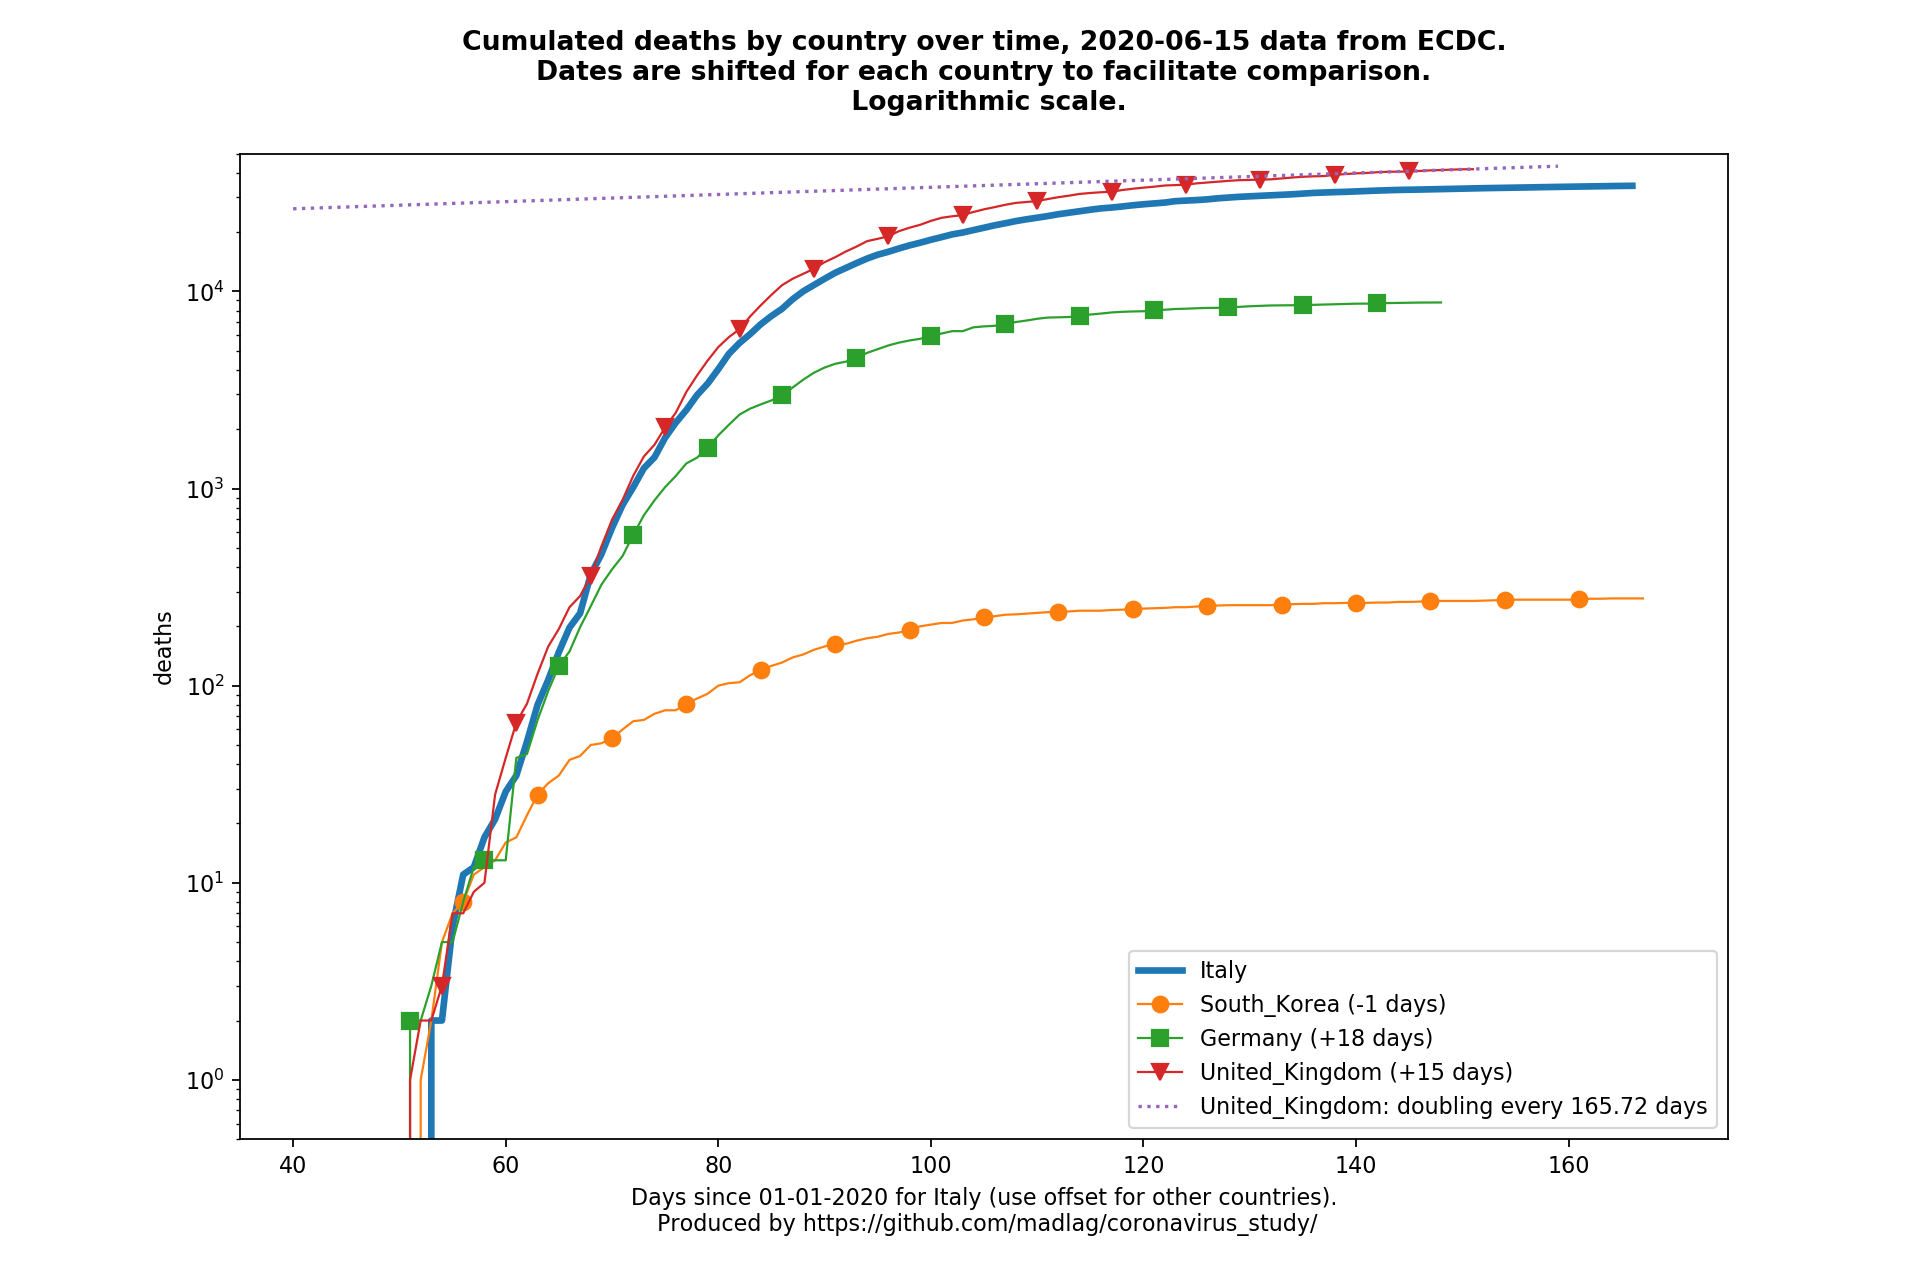 Cumulated deaths by country over time, 2020-06-15 data from ECDC.
Dates are shifted for each country to facilitate comparison.
Logarithmic scale.
deaths
10⁴
10³
10²
10¹
10⁰
40 60 80 100 120 140 160
Italy
South_Korea (-1 days)
Germany (+18 days)
United_Kingdom (+15 days)
United_Kingdom: doubling every 165.72 days
Days since 01-01-2020 for Italy (use offset for other countries).
Produced by https://github.com/madlag/coronavirus_study/